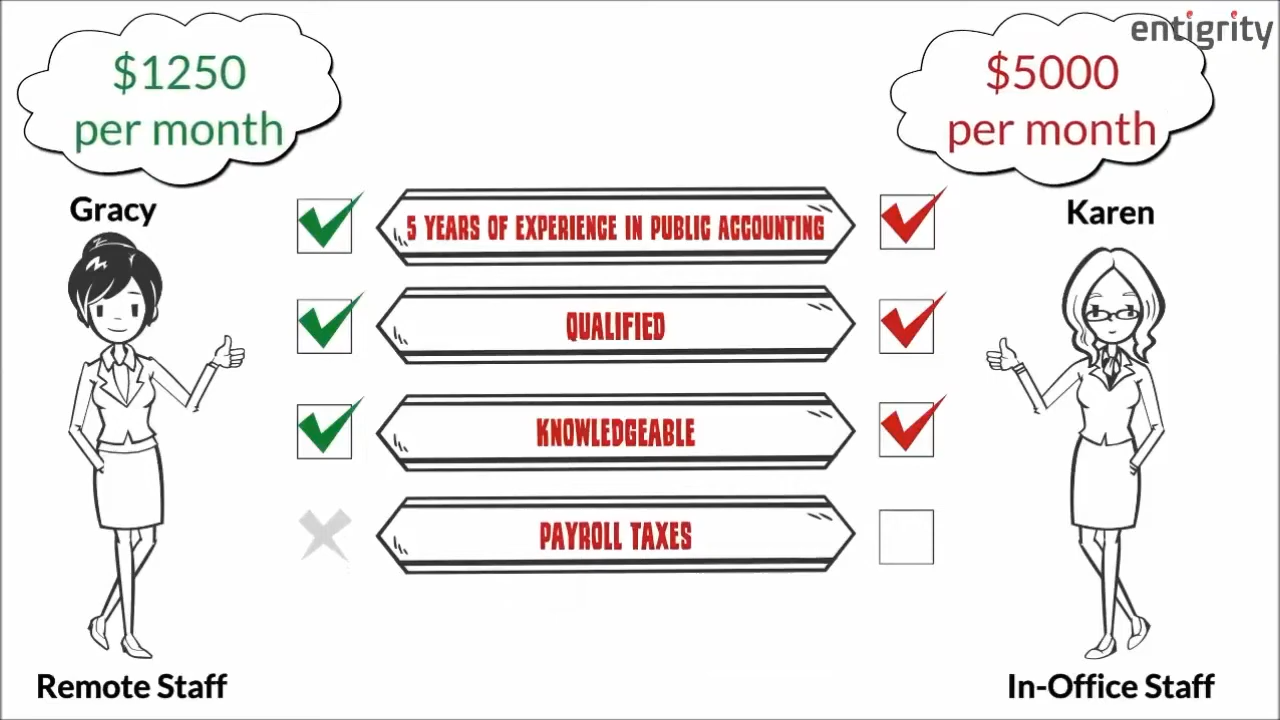 entigrity
$1250
per month
$5000
per month
Gracy
Karen
5 YEARS OF EXPERIENCE IN PUBLIC ACCOUNTING
QUALIFIED
KNOWLEDGEABLE
PAYROLL TAXES
Remote Staff
In-Office Staff